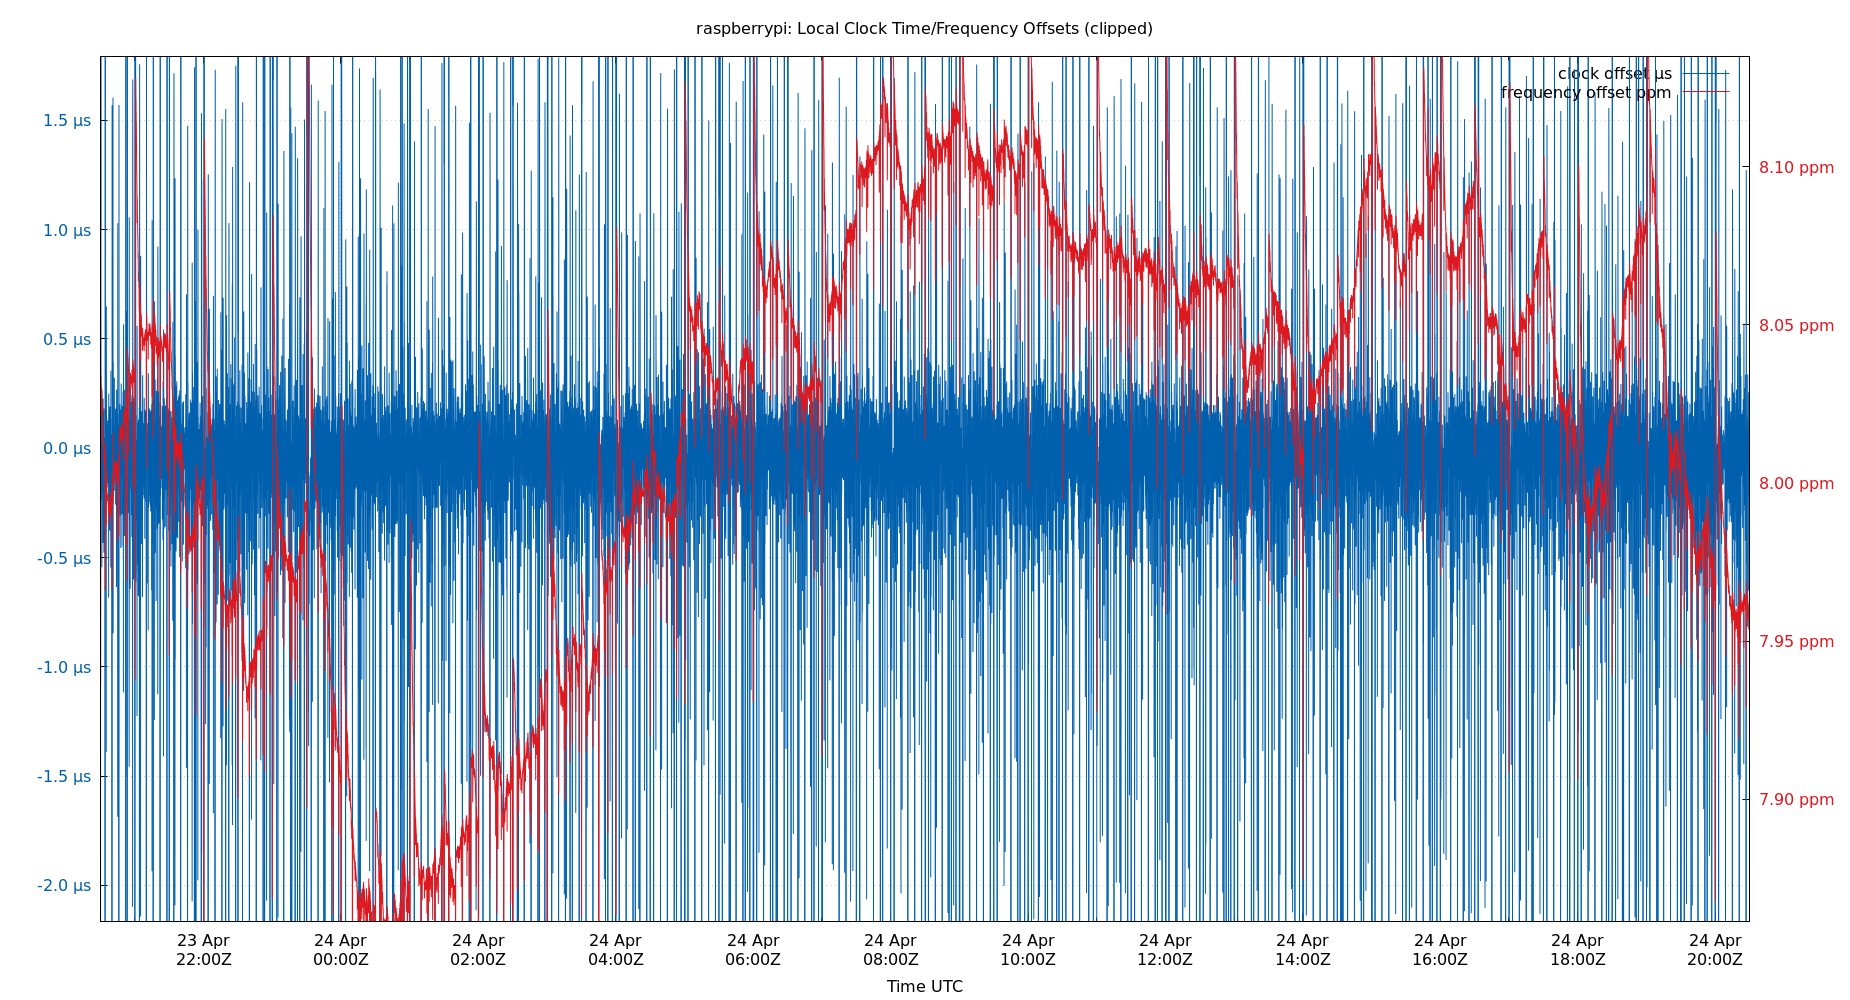 raspberrypi: Local Clock Time/Frequency Offsets (clipped)
clock offset µs
frequency offset ppm
1.5 µs
1.0 µs
0.5 µs
0.0 µs
-0.5 µs
-1.0 µs
-1.5 µs
-2.0 µs
8.10 ppm
8.05 ppm
8.00 ppm
7.95 ppm
7.90 ppm
23 Apr 24 Apr 24 Apr 24 Apr 24 Apr 24 Apr 24 Apr 24 Apr 24 Apr 24 Apr 24 Apr 24 Apr
22:00Z 00:00Z 02:00Z 04:00Z 06:00Z 08:00Z 10:00Z 12:00Z 14:00Z 16:00Z 18:00Z 20:00Z
Time UTC